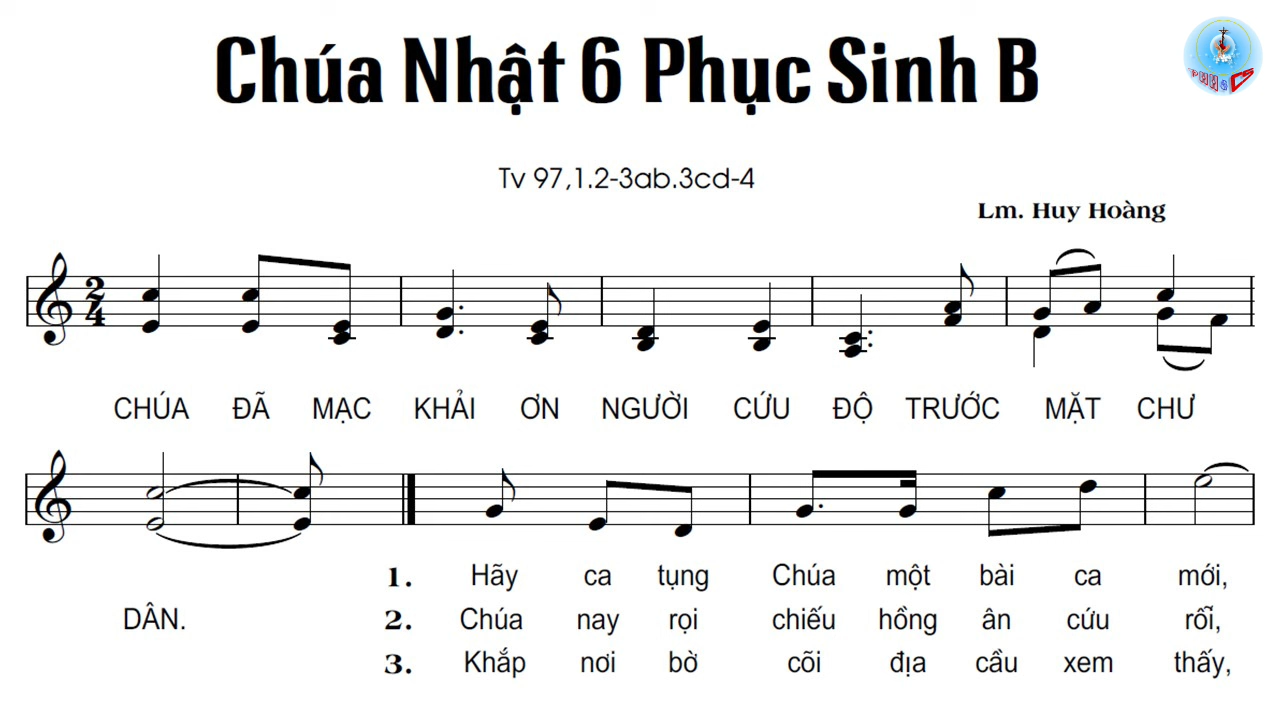 Chúa Nhật 6 Phục Sinh B
Tv 97,1.2-3ab.3cd-4
Lm. Huy Hoàng
2
4
CHÚA ĐÃ MẠC KHẢI ƠN NGƯỜI CỨU ĐỘ TRƯỚC MẶT CHƯ
1. Hãy ca tụng Chúa một bài ca mới,
DÂN. 2. Chúa nay rọi chiếu hồng ân cứu rỗi,
3. Khắp nơi bờ cõi địa cầu xem thấy,